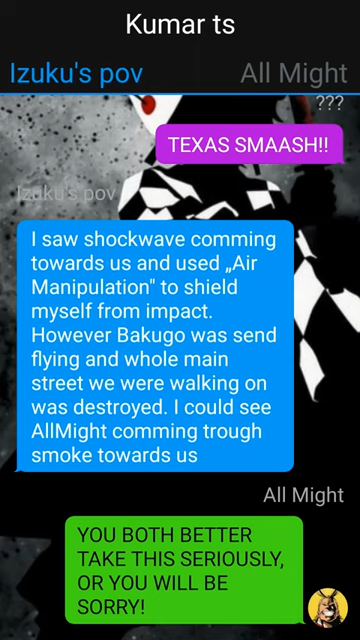 Kumar ts
Izuku's pov
All Might
???
TEXAS SMAASH!!
Izuku's pov
I saw shockwave comming
towards us and used „Air
Manipulation" to shield
myself from impact.
However Bakugo was send
flying and whole main
street we were walking on
was destroyed. I could see
AllMight comming trough
smoke towards us
All Might
YOU BOTH BETTER
TAKE THIS SERIOUSLY,
OR YOU WILL BE
SORRY!